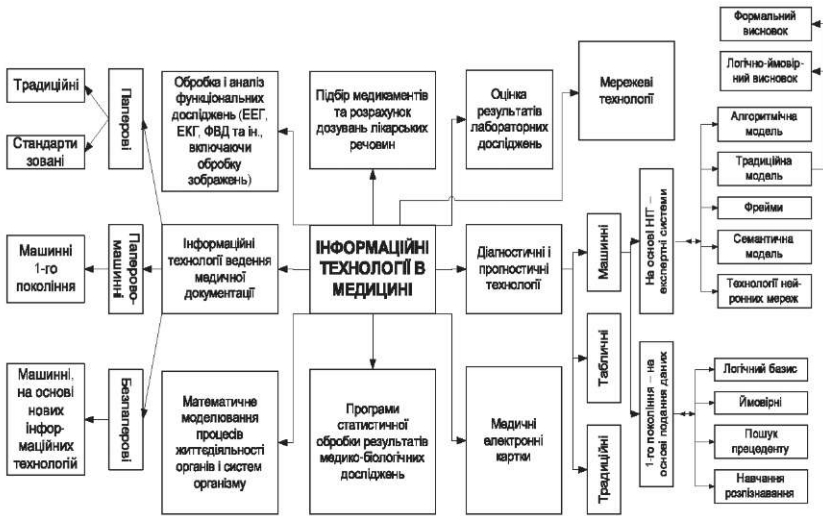 Формальний
висновок
Логічно-ймовір-
ний висновок
Традиційні
Стандарти
зовані
Паперові
Обробка і аналіз
функціональних
досліджень (ЕЕГ,
ЕКГ, ФВД та ін.,
включаючи
обробку
зображень)
Підбір медикаментів
та розрахунок
дозувань лікарських
речовин
Оцінка
результатів
лабораторних
досліджень
Мережеві
технології
Алгоритмічна
модель
Традиційна
модель
Фрейми
Семантична
модель
Технології ней-
ронних мереж
На основі НІТ –
експертні системи
Машинні
1-го
покоління
Паперово-
машинні
Інформаційні
технології ведення
медичної
документації
ІНФОРМАЦІЙНІ
ТЕХНОЛОГІЇ В
МЕДИЦИНІ
Діагностичні і
прогностичні
технології
Машинні
Табличні
Традиційні
Машинні,
на основі
нових
інфор-
маційних
технологій
Безпаперові
Математичне
моделювання
процесів
життєдіяльності
органів і систем
організму
Програми
статистичної
обробки результатів
медико-біологічних
досліджень
Медичні
електронні
картки
1-го покоління – на
основі подання даних
Логічний базис
Ймовірні
Пошук
прецеденту
Навчання
розпізнавання